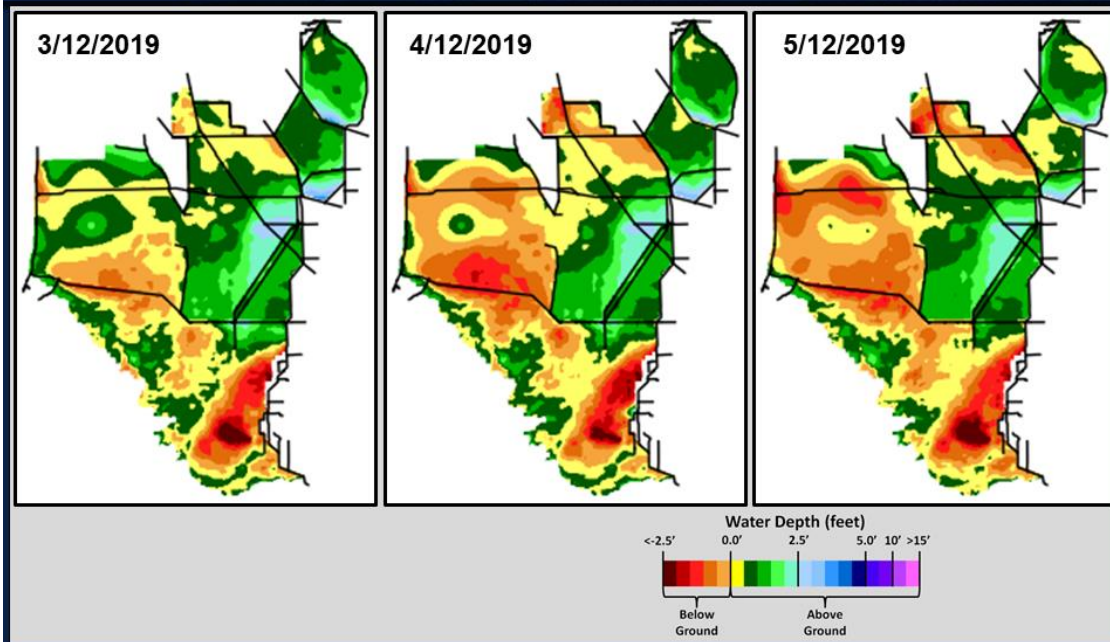 3/12/2019
4/12/2019
5/12/2019
Water Depth (feet)
<-2.5' 0.0' 2.5' 5.0' 10' >15'
Below Ground
Above Ground